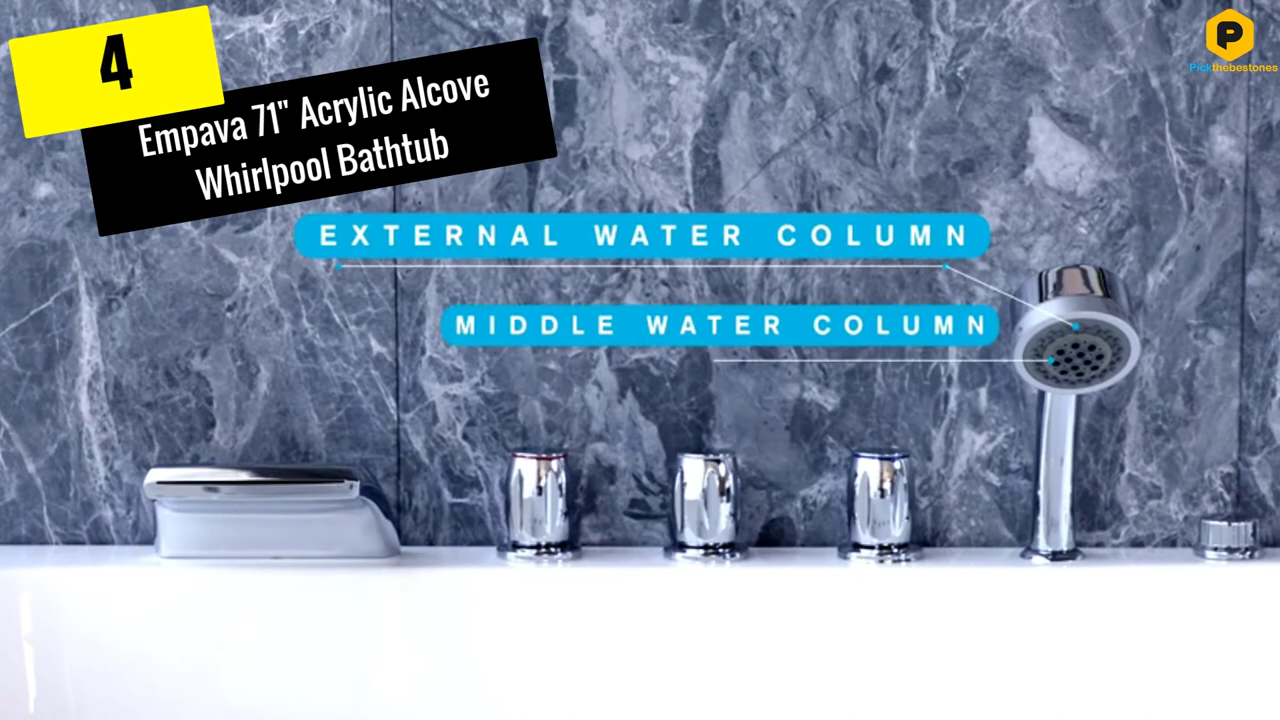 4
Empava 71" Acrylic Alcove
Whirlpool Bathtub
P
Pickthebestones
EXTERNAL WATER COLUMN
MIDDLE WATER COLUMN